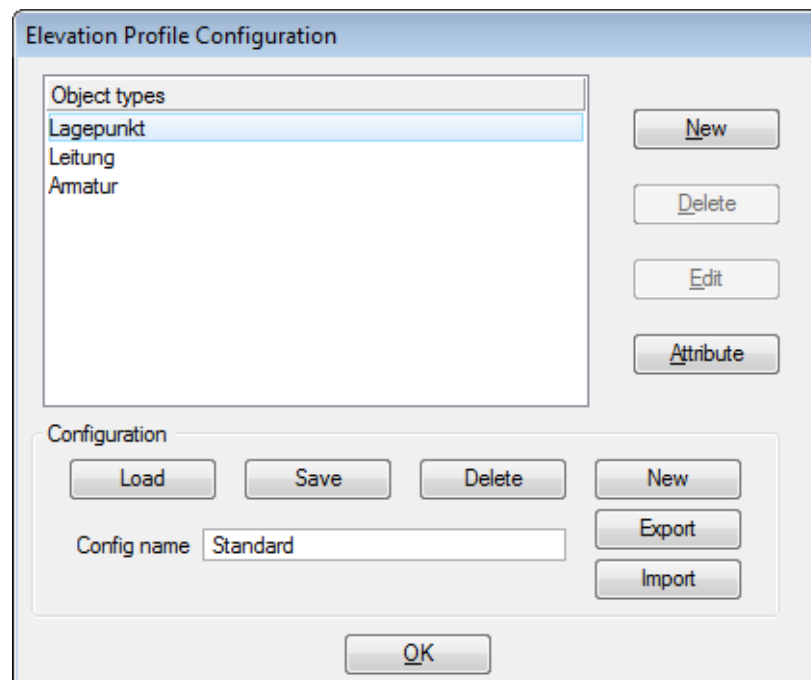 Elevation Profile Configuration
Object types
Lagepunkt
Leitung
Armatur
New
Delete
Edit
Attribute
Configuration
Load Save Delete New
Config name Standard
Export
Import
OK